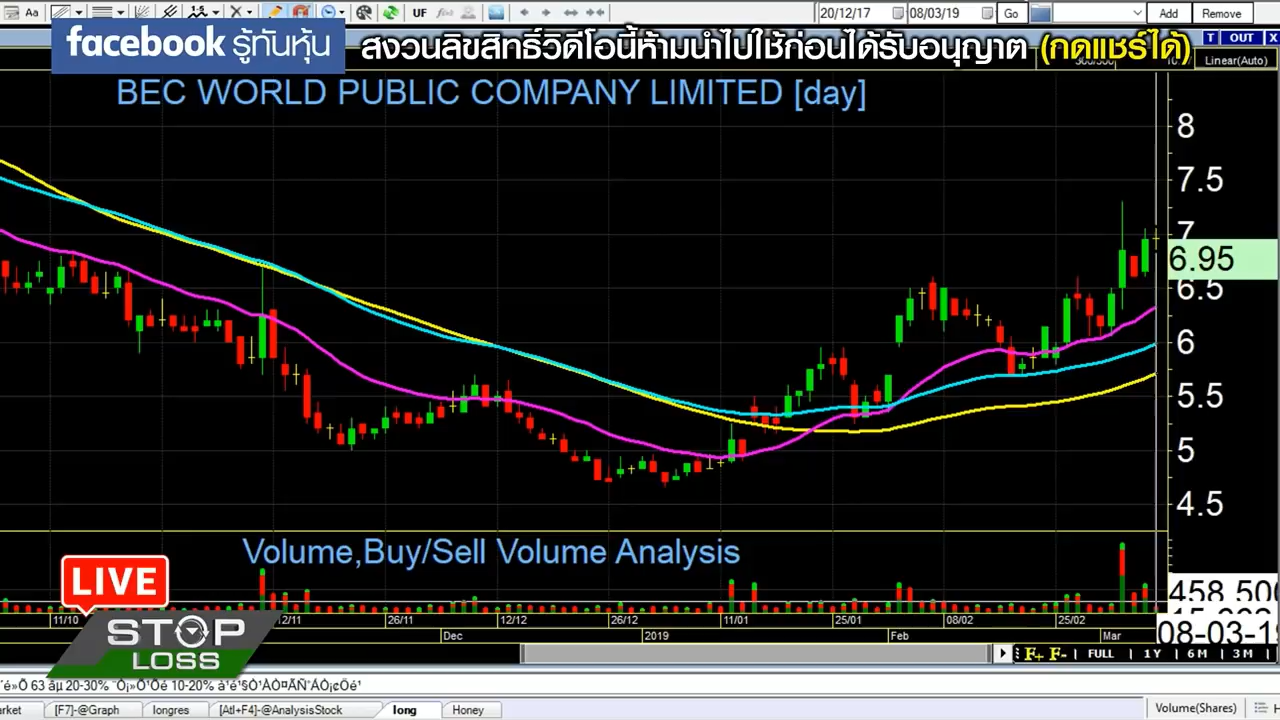 Aa
UF
20/12/17
08/03/19
Go
Add
Remove
facebook รู้ทันหุ้น
สงวนลิขสิทธิ์วิดีโอนี้ห้ามนำไปใช้ก่อนได้รับอนุญาต (กดแชร์ได้)
T OUT X
Linear(Auto)
BEC WORLD PUBLIC COMPANY LIMITED [day]
8
7.5
7
6.95
6.5
6
5.5
5
4.5
Volume,Buy/Sell Volume Analysis
LIVE
STOP
LOSS
458,500
11/10
2/11
26/11
12/12
26/12
11/01
25/01
08/02
25/02
Dec
2019
Feb
Mar
08-03-19
F+ F- FULL 1Y 6M 3M
[F7]-@Graph
longres
[Atl+F4]-@AnalysisStock
long
Honey
Volume(Shares)